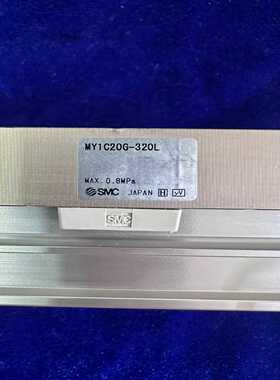 MY1C20G-320L
MAX. 0.8MPa
SMC JAPAN H
SMC